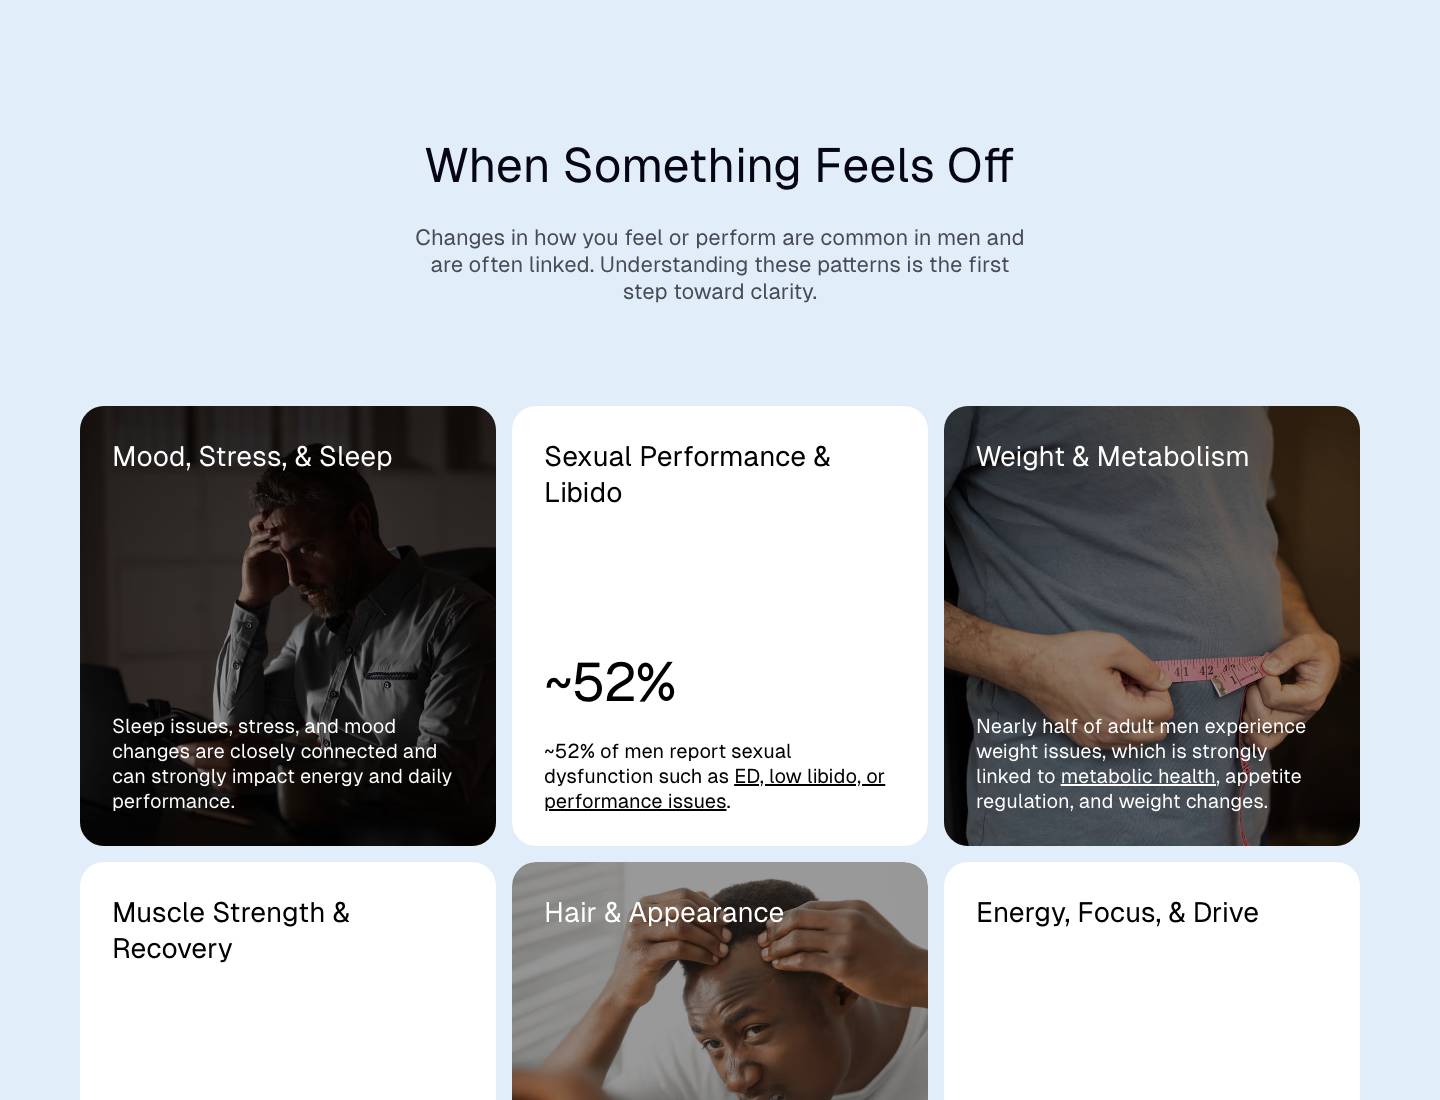 When Something Feels Off
Changes in how you feel or perform are common in men and
are often linked. Understanding these patterns is the first
step toward clarity.
Mood, Stress, & Sleep
Sleep issues, stress, and mood
changes are closely connected and
can strongly impact energy and daily
performance.
Sexual Performance &
Libido
~52%
~52% of men report sexual
dysfunction such as ED, low libido, or
performance issues.
Weight & Metabolism
41 42
Nearly half of adult men experience
weight issues, which is strongly
linked to metabolic health, appetite
regulation, and weight changes.
Muscle Strength &
Recovery
Hair & Appearance
Energy, Focus, & Drive